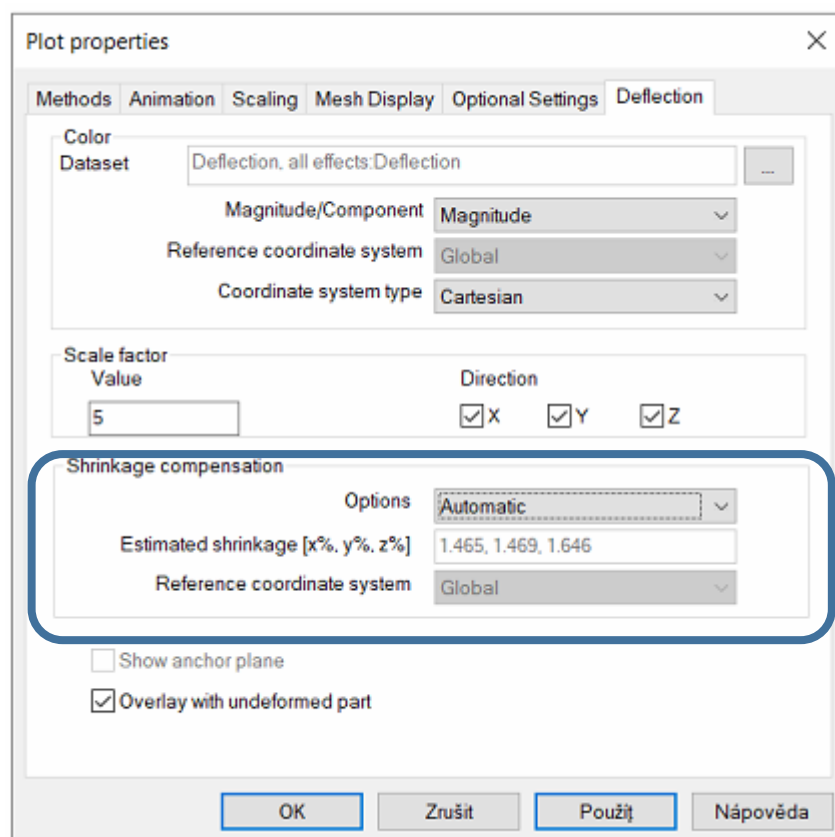 Plot properties
Methods Animation Scaling Mesh Display Optional Settings Deflection
Color
Dataset Deflection, all effects:Deflection ...
Magnitude/Component Magnitude
Reference coordinate system Global
Coordinate system type Cartesian
Scale factor
Value Direction
5 X Y Z
Shrinkage compensation
Options Automatic
Estimated shrinkage [x%, y%, z%] 1.465, 1.469, 1.646
Reference coordinate system Global
Show anchor plane
Overlay with undeformed part
OK Zrušit Použít Nápověda